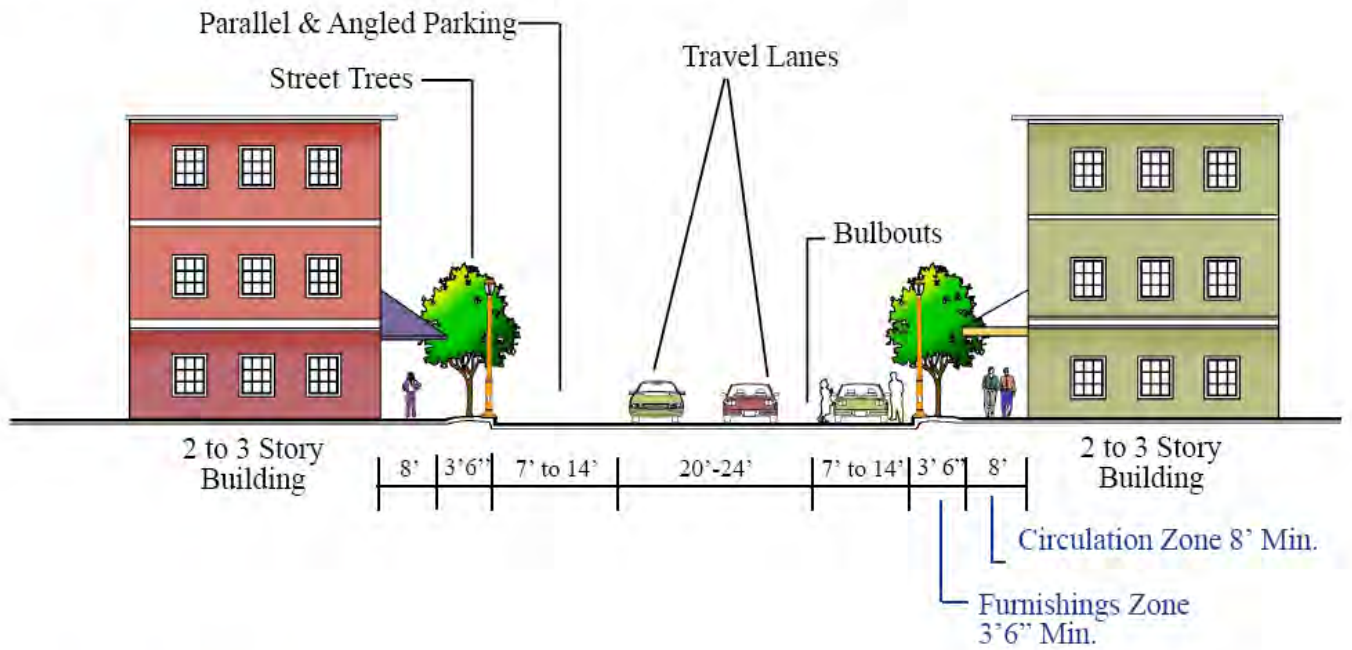 Parallel & Angled Parking
Travel Lanes
Street Trees
Bulbouts
2 to 3 Story
Building
8’
3’6”
7’ to 14’
20’-24’
7’ to 14’
3’ 6”
8’
2 to 3 Story
Building
Circulation Zone 8’ Min.
Furnishings Zone
3’6” Min.